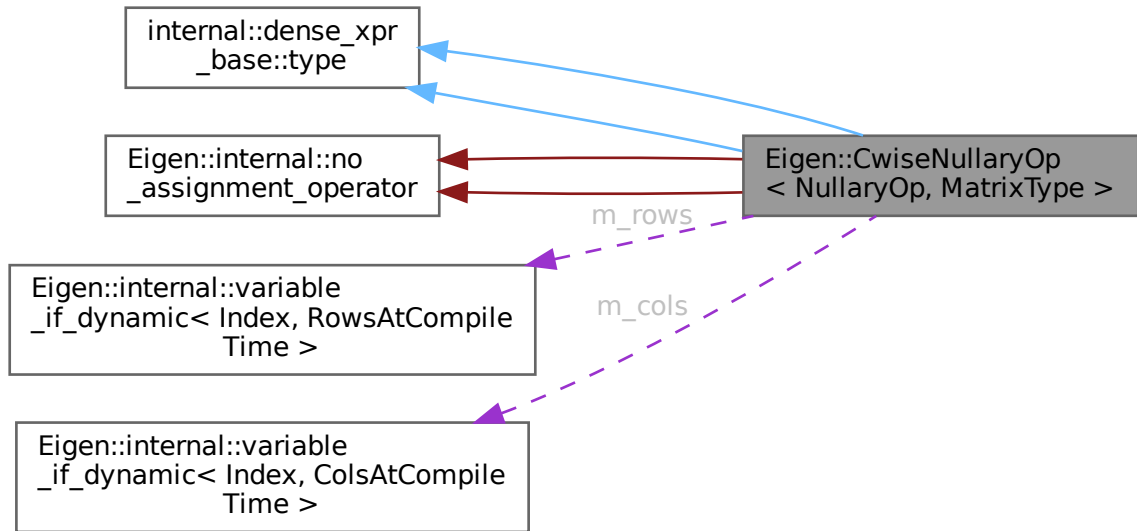 internal::dense_xpr
_base::type
Eigen::internal::no
_assignment_operator
Eigen::CwiseNullaryOp
< NullaryOp, MatrixType >
m_rows
Eigen::internal::variable
_if_dynamic< Index, RowsAtCompile
Time >
m_cols
Eigen::internal::variable
_if_dynamic< Index, ColsAtCompile
Time >